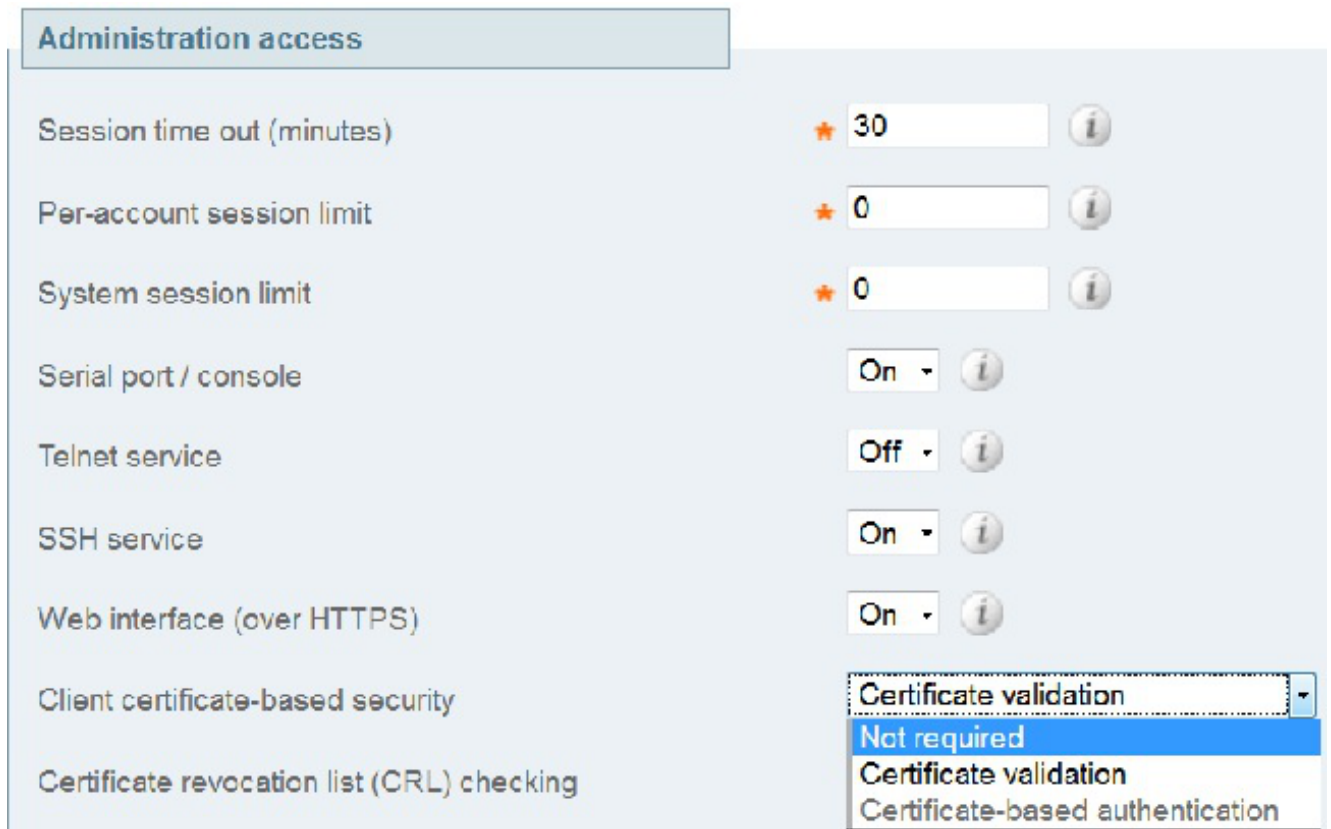 Administration access
Session time out (minutes) * 30 i
Per-account session limit * 0 i
System session limit * 0 i
Serial port / console On i
Telnet service Off i
SSH service On i
Web interface (over HTTPS) On i
Client certificate-based security Certificate validation
Not required
Certificate revocation list (CRL) checking Certificate validation
Certificate-based authentication